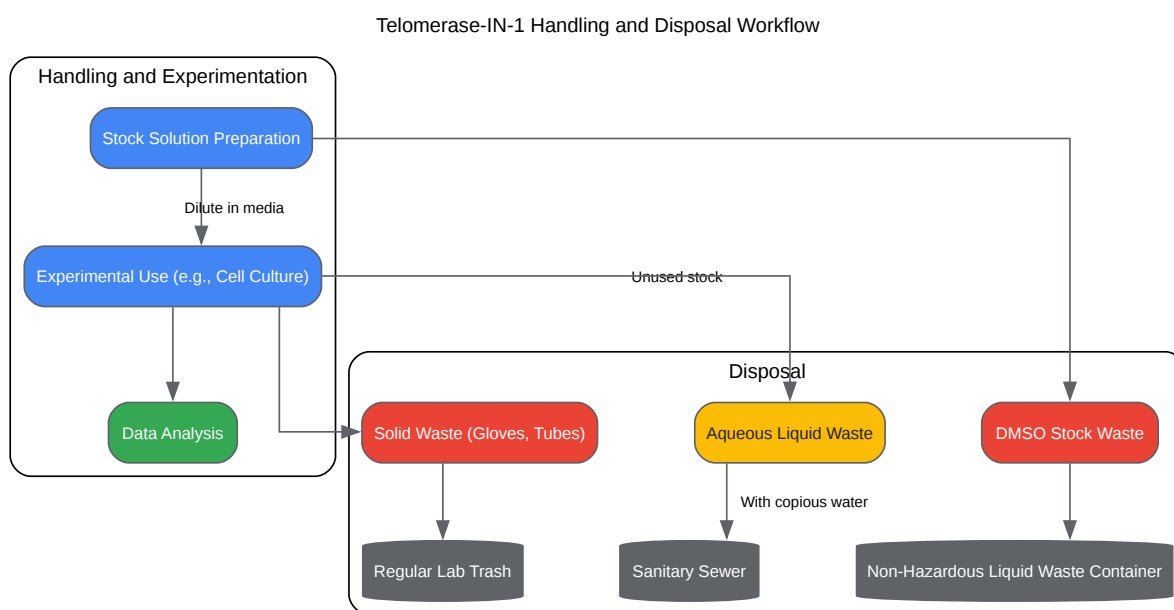 Telomerase-IN-1 Handling and Disposal Workflow
Handling and Experimentation
Stock Solution Preparation
Dilute in media
Experimental Use (e.g., Cell Culture)
Unused stock
Disposal
Data Analysis
Solid Waste (Gloves, Tubes)
Aqueous Liquid Waste
DMSO Stock Waste
With copious water
Regular Lab Trash
Sanitary Sewer
Non-Hazardous Liquid Waste Container